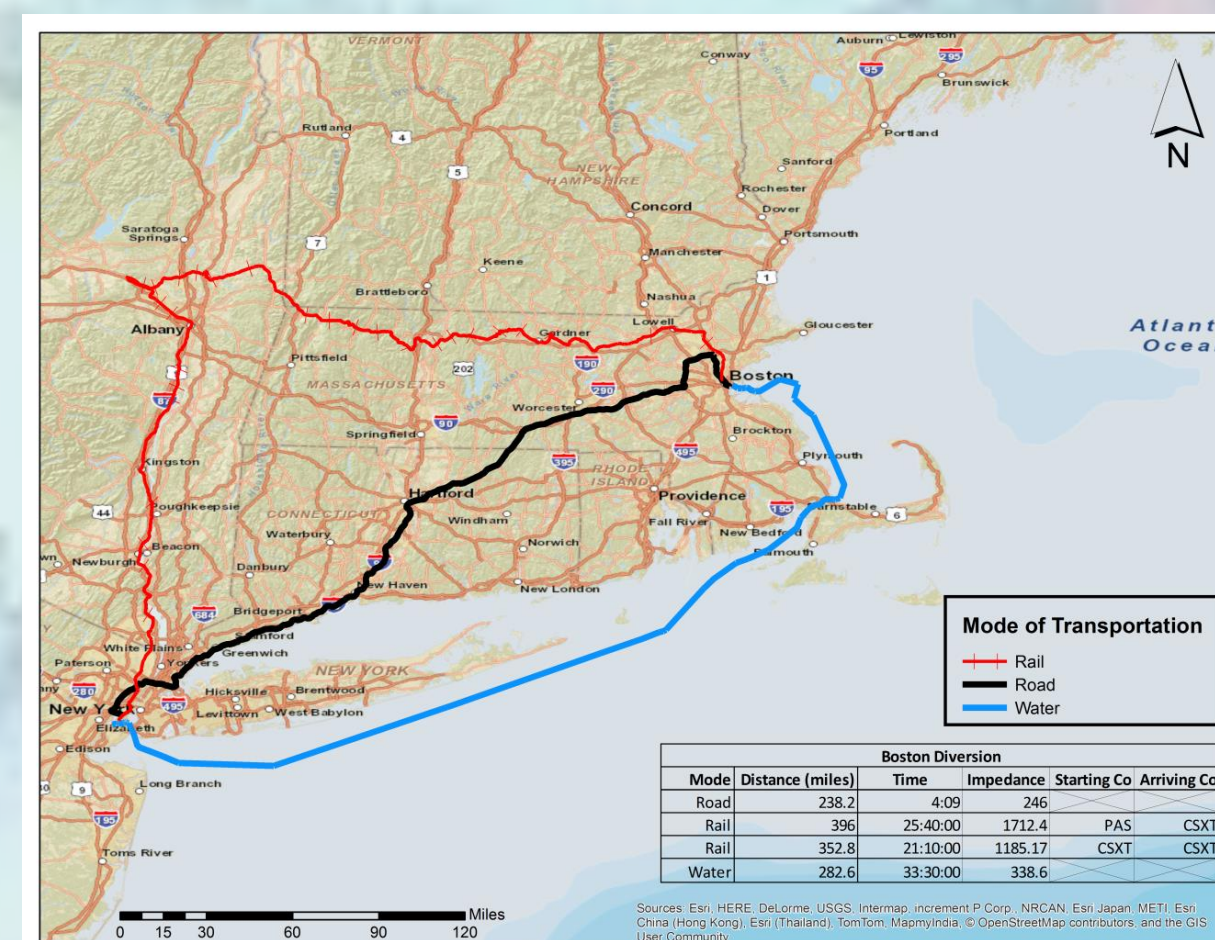 VERMONT
Conway
Auburn
Lewiston
295
95
Brunswick
Rutland
4
Portland
N
5
NEW
HAMPSHIRE
Sanford
Rochester
Concord
Dover
Saratoga
Springs
7
Portsmouth
Manchester
Keene
1
Brattleboro
Nashua
Albany
Gardner
Lowell
Gloucester
Atlant
Ocea
Pittsfield
190
202
Boston
MASSACHUSETTS
290
87
Worcester
90
Springfield
Brockton
495
Kingston
395
Plymouth
RHODE
ISLAND
Hartford
Providence
44
Poughkeepsie
CONNECTICUT
195
Barnstable
6
Windham
Fall River
New Bedford
Waterbury
Norwich
Beacon
Newburgh
Danbury
New Haven
New London
684
Bridgeport
Stamford
White Plains
Greenwich
Paterson
Yonkers
NEW YORK
280
Hicksville
Brentwood
New York
495
Levittown
West Babylon
Elizabeth
Edison
9
Long Branch
195
Toms River
Mode of Transportation
Rail
Road
Water
Boston Diversion
Mode Distance (miles) Time Impedance Starting Co Arriving Co
Road 238.2 4:09 246
Rail 396 25:40:00 1712.4 PAS CSXT
Rail 352.8 21:10:00 1185.17 CSXT CSXT
Water 282.6 33:30:00 338.6
Miles
0 15 30 60 90 120
Sources: Esri, HERE, DeLorme, USGS, Intermap, increment P Corp., NRCAN, Esri Japan, METI, Esri
China (Hong Kong), Esri (Thailand), TomTom, MapmyIndia, © OpenStreetMap contributors, and the GIS
User Community